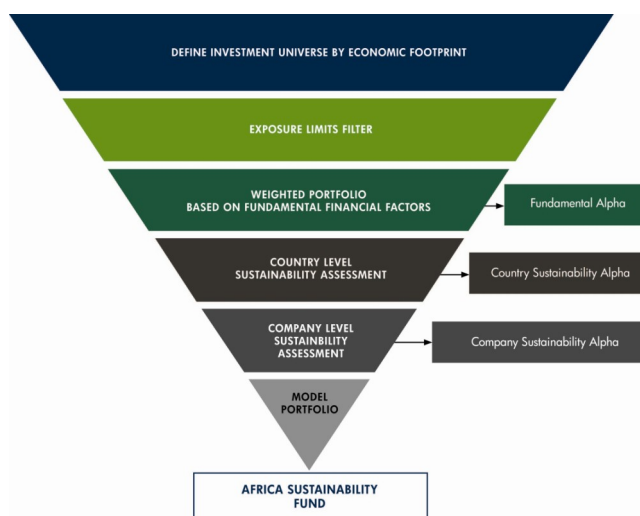 DEFINE INVESTMENT UNIVERSE BY ECONOMIC FOOTPRINT
EXPOSURE LIMITS FILTER
WEIGHTED PORTFOLIO
BASED ON FUNDAMENTAL FINANCIAL FACTORS
Fundamental Alpha
COUNTRY LEVEL
SUSTAINABILITY ASSESSMENT
Country Sustainability Alpha
COMPANY LEVEL
SUSTAINBILITY
ASSESSMENT
Company Sustainability Alpha
MODEL
PORTFOLIO
AFRICA SUSTAINABILITY
FUND